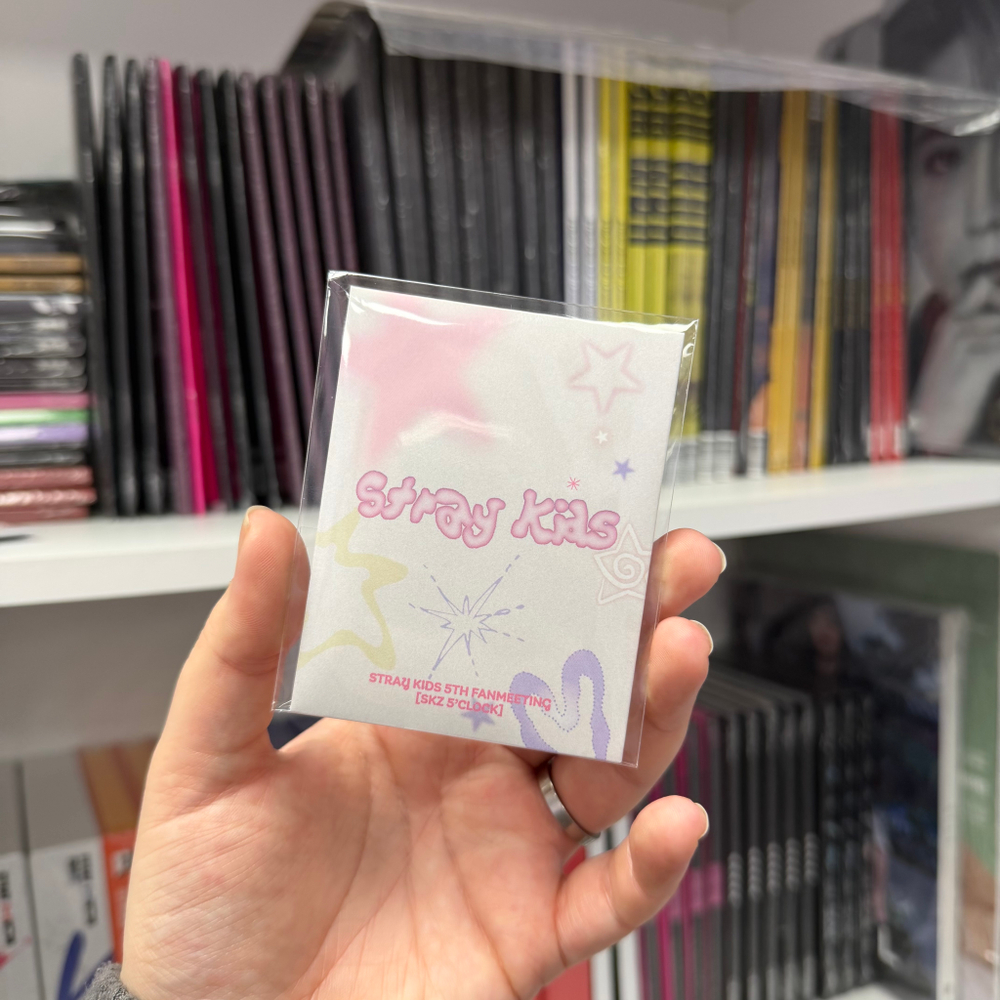 Stray Kids
STRAY KIDS 5TH FANMEETING
[SKZ 5'CLOCK]